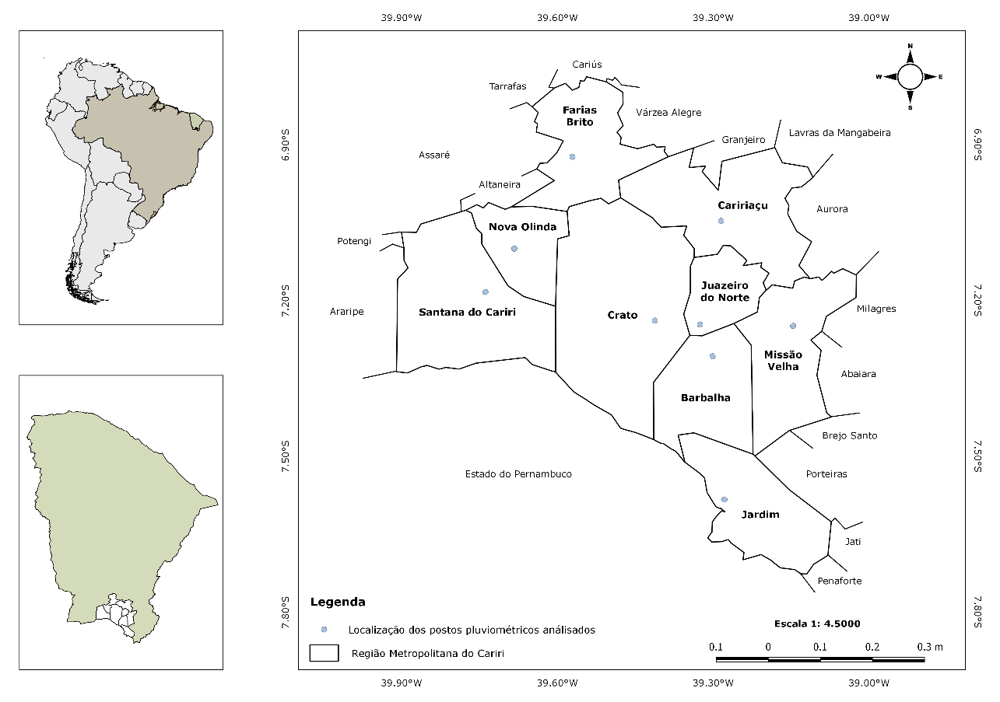 39.90°W 39.60°W 39.30°W 39.00°W
N
W E
S
Cariús
Tarrafas
Farias
Brito
Várzea Alegre
Lavras da Mangabeira
Granjeiro
6.90°S
6.90°S
Assaré
Altaneira
Caririaçu
Aurora
Nova Olinda
Potengi
Juazeiro
do Norte
7.20°S
7.20°S
Araripe
Santana do Cariri
Crato
Milagres
Missão
Velha
Abaiara
Barbalha
Brejo Santo
7.50°S
7.50°S
Estado do Pernambuco
Porteiras
Jardim
Jati
Penaforte
7.80°S
7.80°S
Legenda
Localização dos postos pluviométricos análisados
Região Metropolitana do Cariri
Escala 1: 4.5000
0.1 0 0.1 0.2 0.3 m
39.90°W 39.60°W 39.30°W 39.00°W